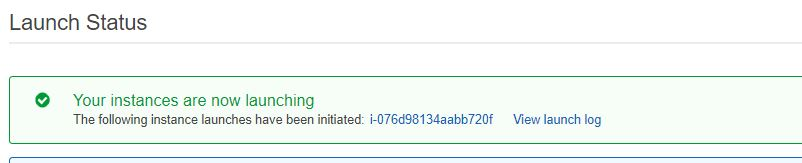 Launch Status
Your instances are now launching
The following instance launches have been initiated: i-076d98134aabb720f View launch log